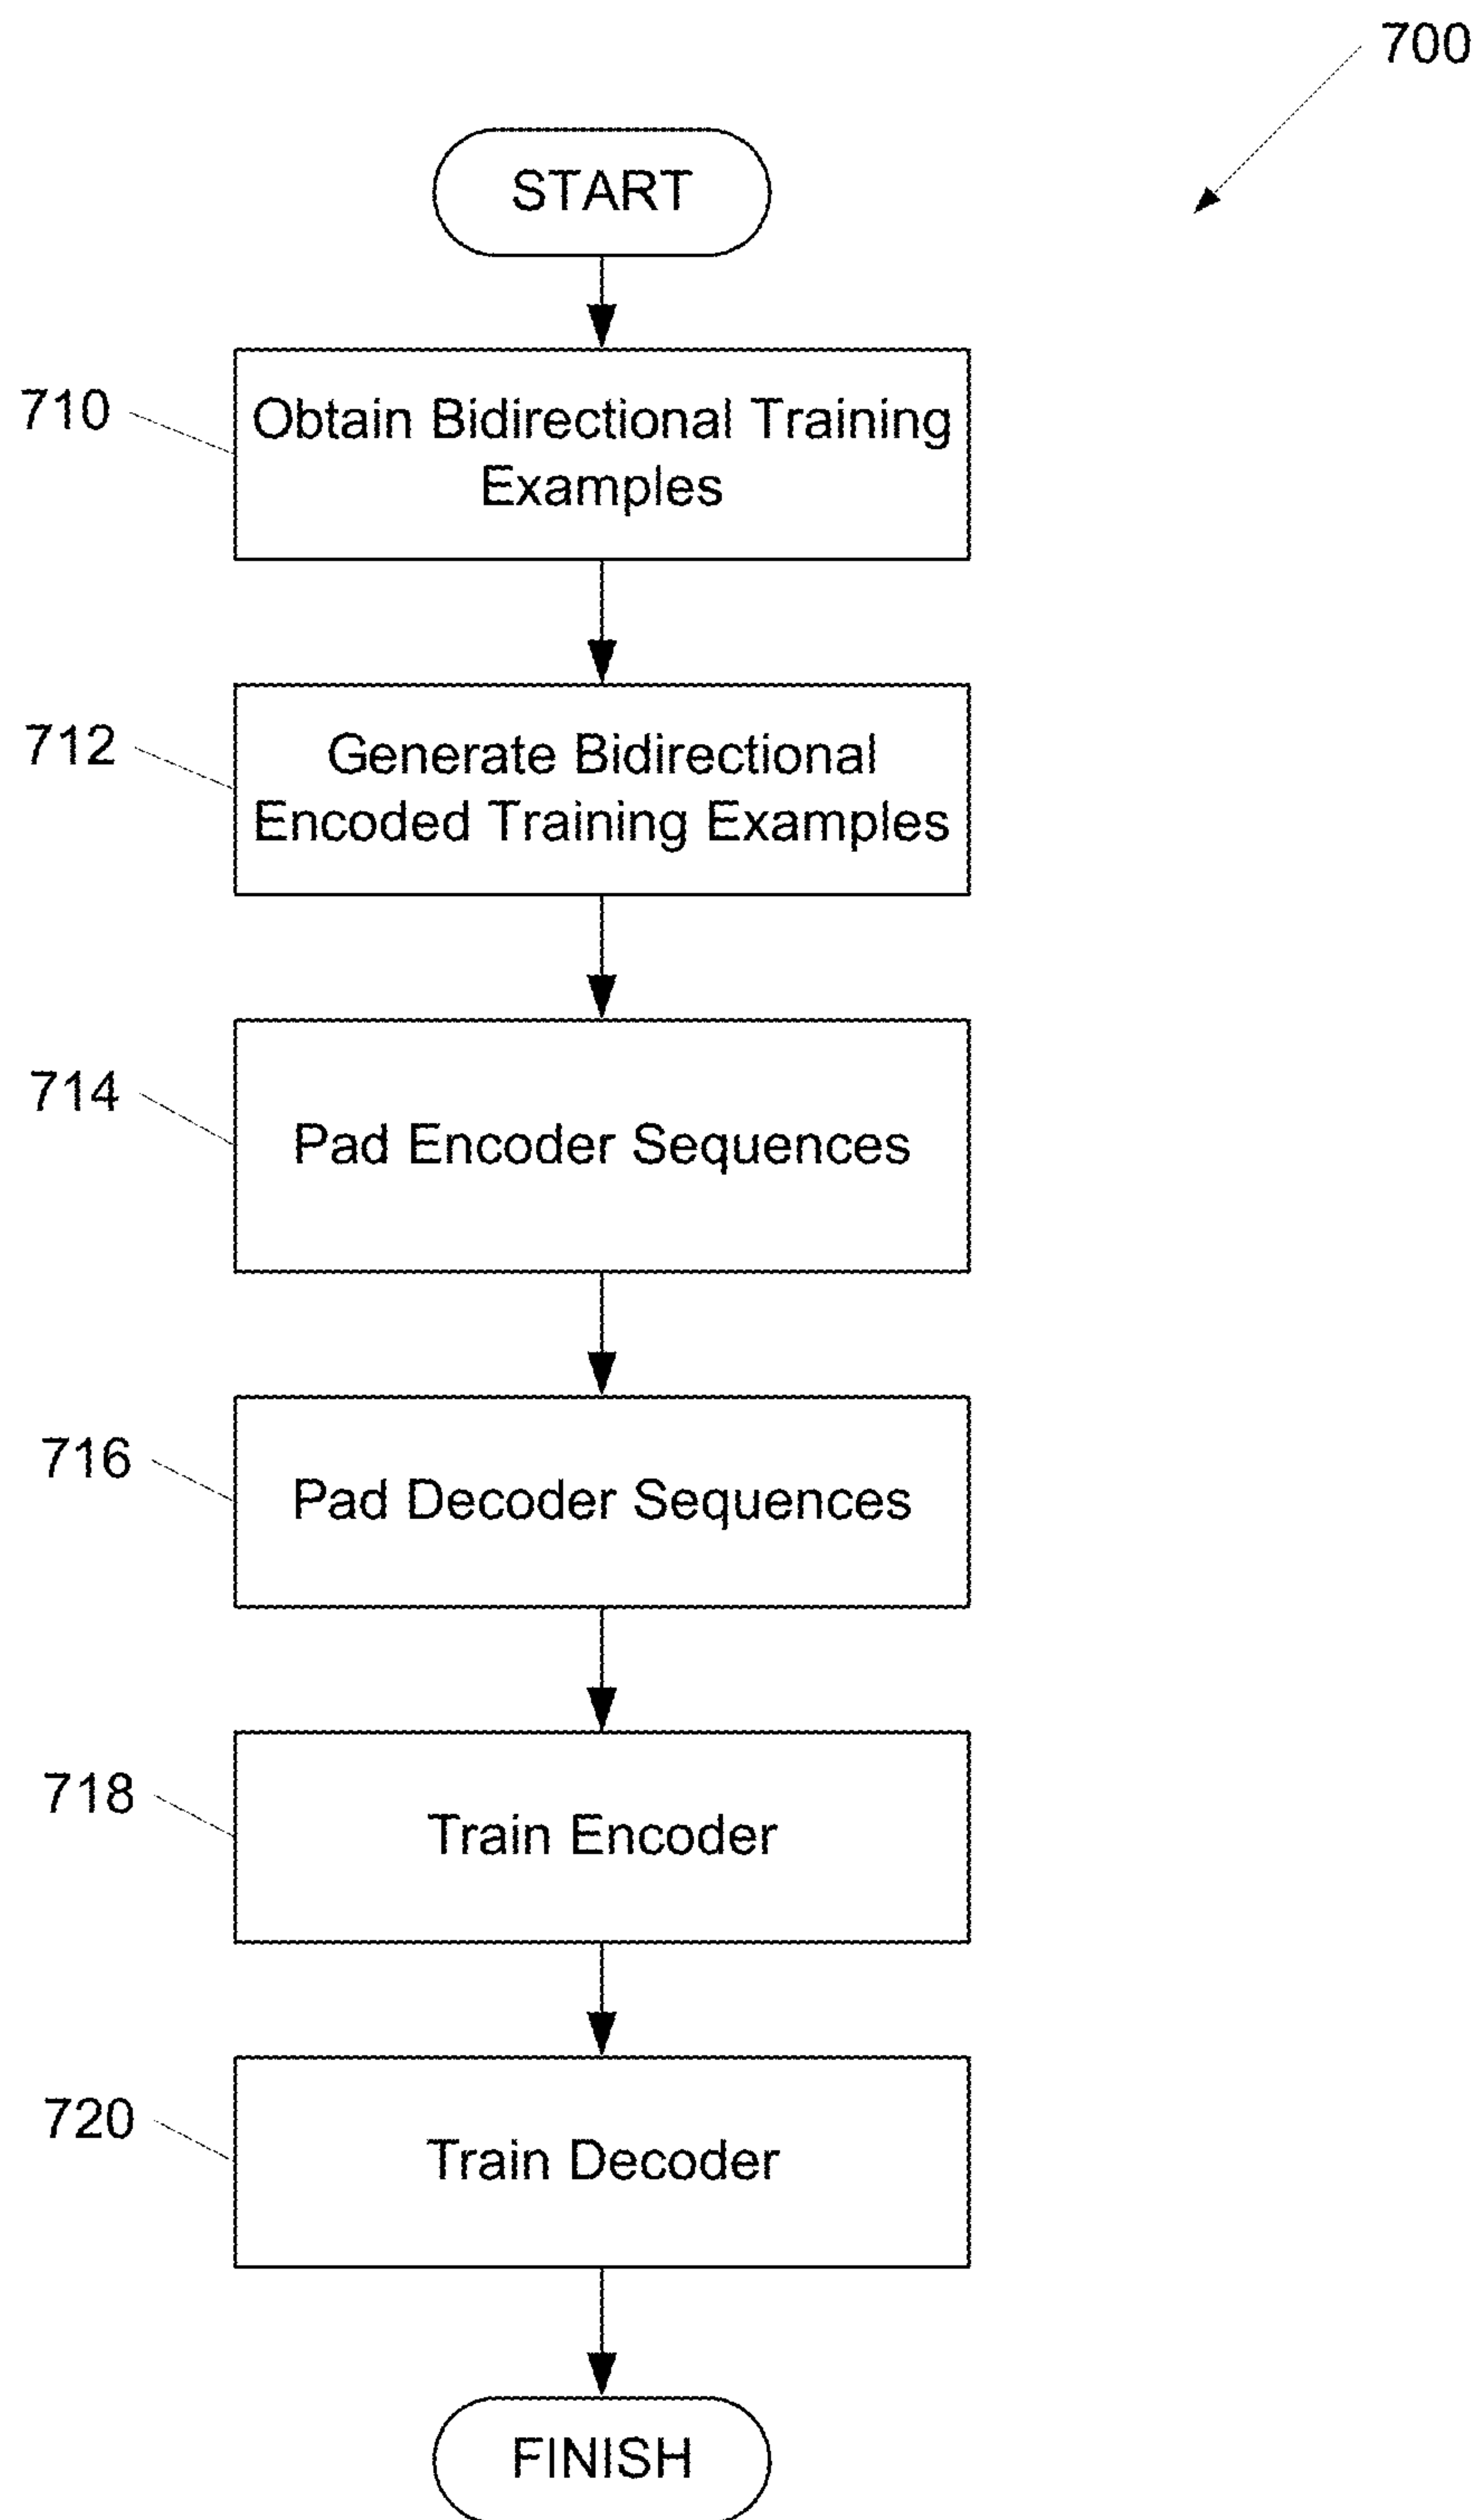 700
START
710
Obtain Bidirectional Training
Examples
712
Generate Bidirectional
Encoded Training Examples
714
Pad Encoder Sequences
716
Pad Decoder Sequences
718
Train Encoder
720
Train Decoder
FINISH